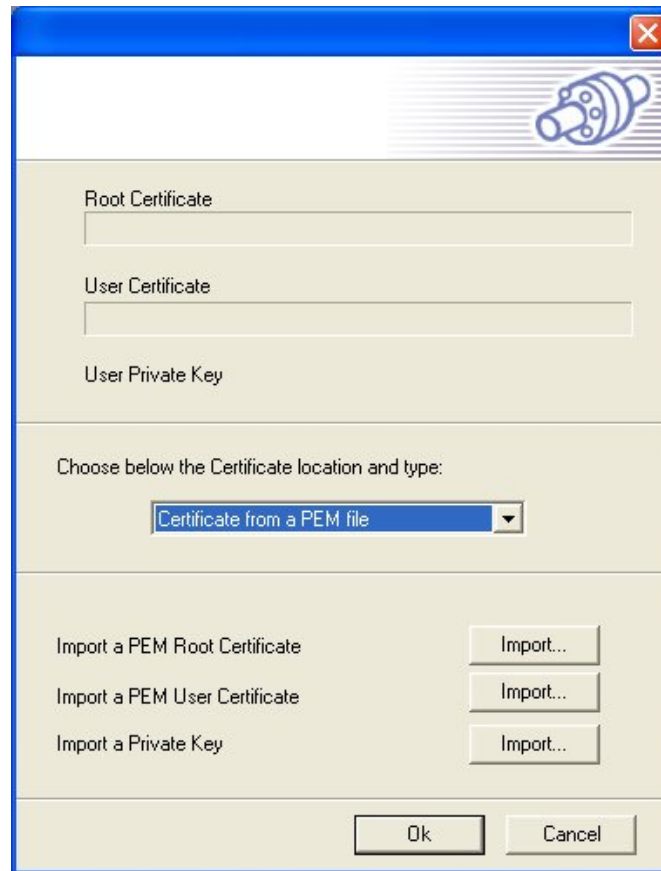 Root Certificate
User Certificate
User Private Key
Choose below the Certificate location and type:
Certificate from a PEM file
Import a PEM Root Certificate
Import...
Import a PEM User Certificate
Import...
Import a Private Key
Import...
Ok
Cancel